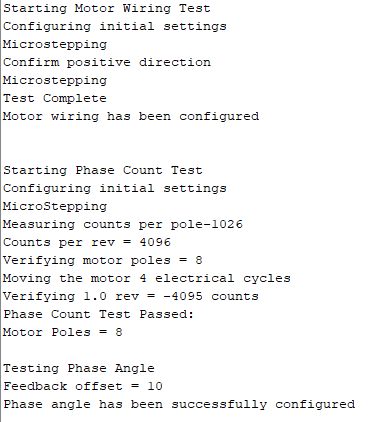 Starting Motor Wiring Test
Configuring initial settings
Microstepping
Confirm positive direction
Microstepping
Test Complete
Motor wiring has been configured
Starting Phase Count Test
Configuring initial settings
MicroStepping
Measuring counts per pole-1026
Counts per rev = 4096
Verifying motor poles = 8
Moving the motor 4 electrical cycles
Verifying 1.0 rev = -4095 counts
Phase Count Test Passed:
Motor Poles = 8
Testing Phase Angle
Feedback offset = 10
Phase angle has been successfully configured